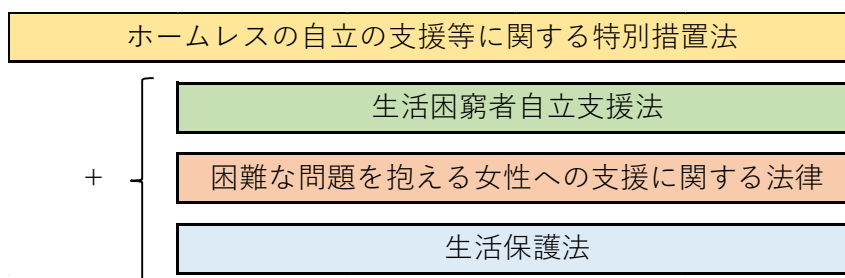 ホームレスの自立の支援等に関する特別措置法
生活困窮者自立支援法
+
困難な問題を抱える女性への支援に関する法律
生活保護法